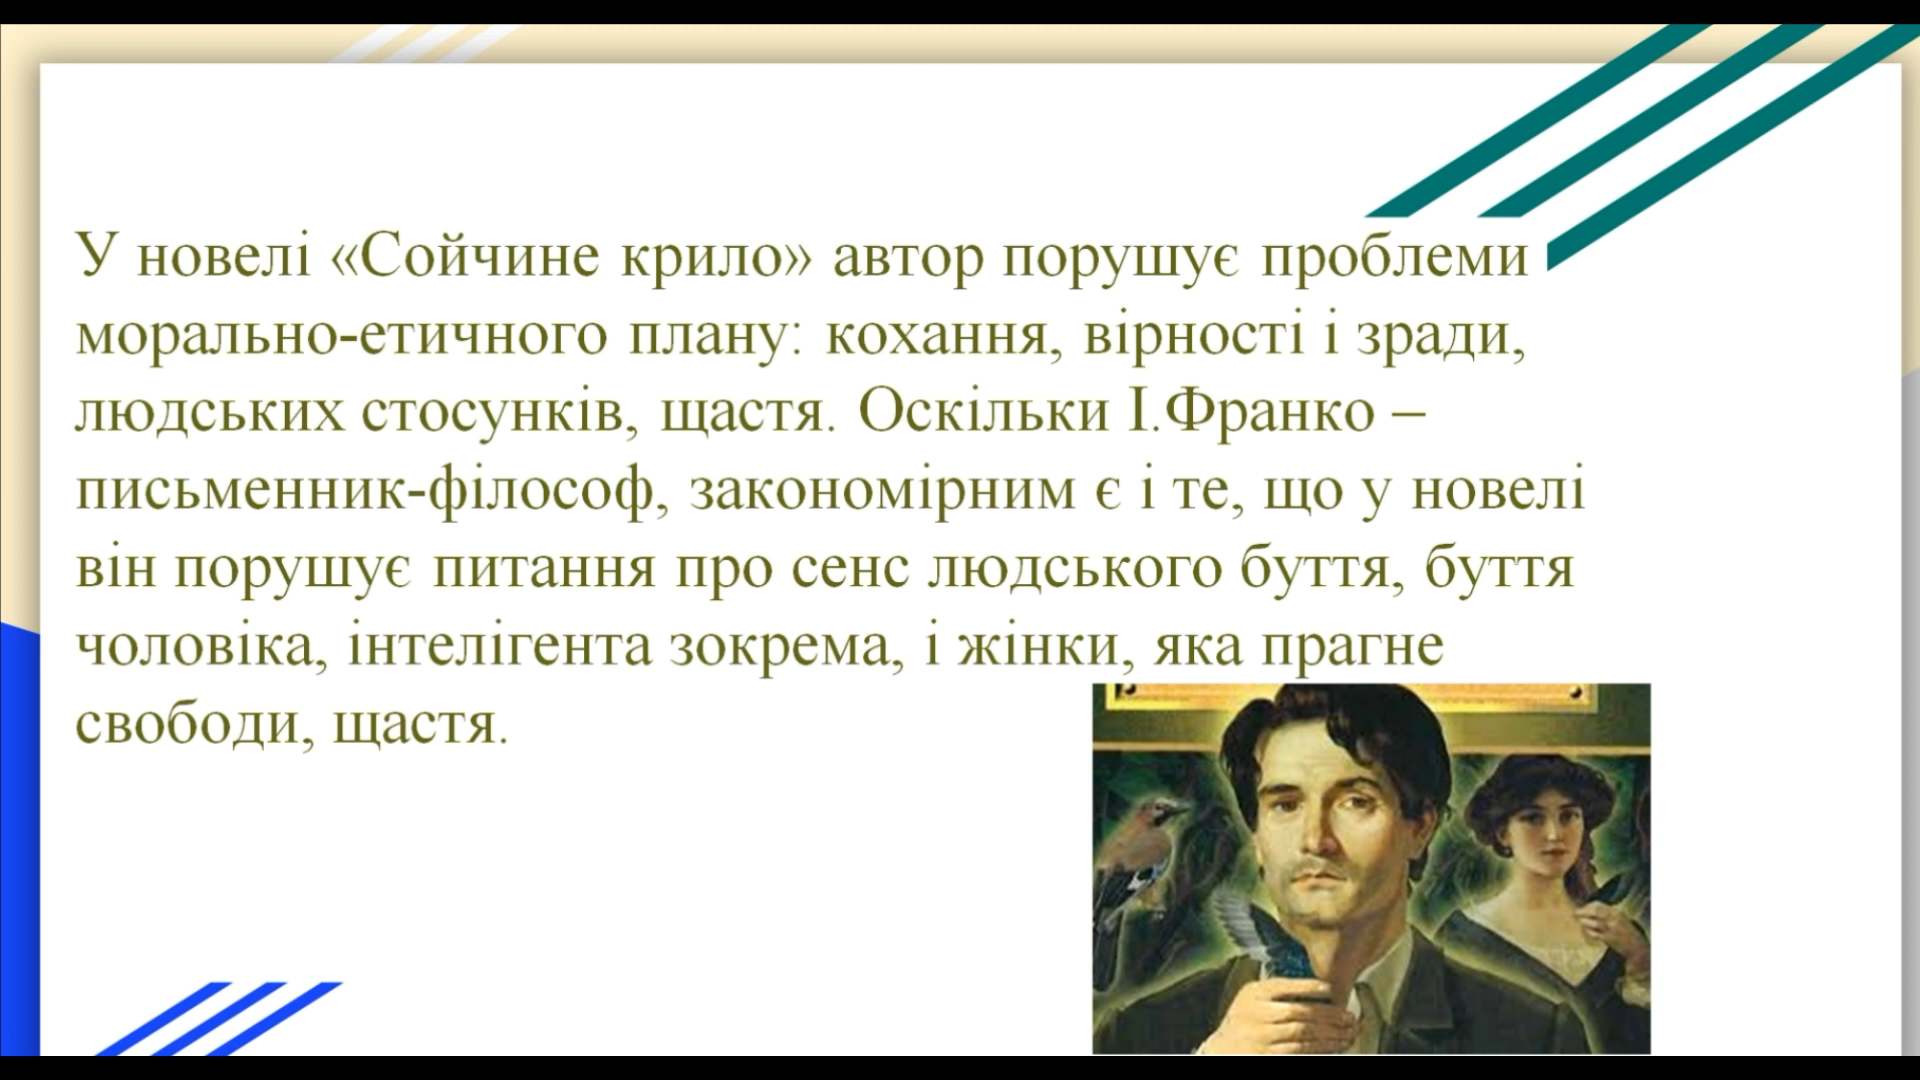 У новелі «Сойчине крило» автор порушує проблеми
морально-етичного плану: кохання, вірності і зради,
людських стосунків, щастя. Оскільки І.Франко –
письменник-філософ, закономірним є і те, що у новелі
він порушує питання про сенс людського буття, буття
чоловіка, інтелігента зокрема, і жінки, яка прагне
свободи, щастя.